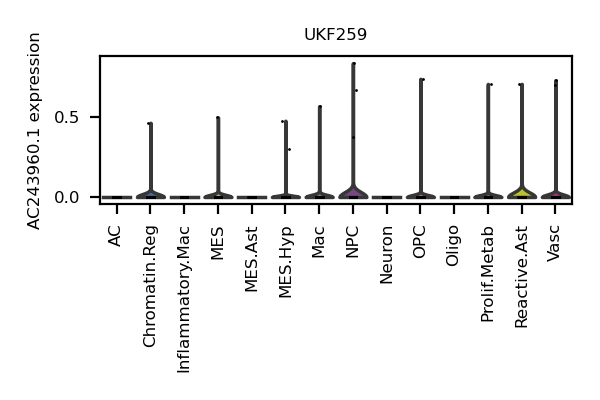 UKF259
AC243960.1 expression
0.5
0.0
AC
Chromatin.Reg
Inflammatory.Mac
MES
MES.Ast
MES.Hyp
Mac
NPC
Neuron
OPC
Oligo
Prolif.Metab
Reactive.Ast
Vasc